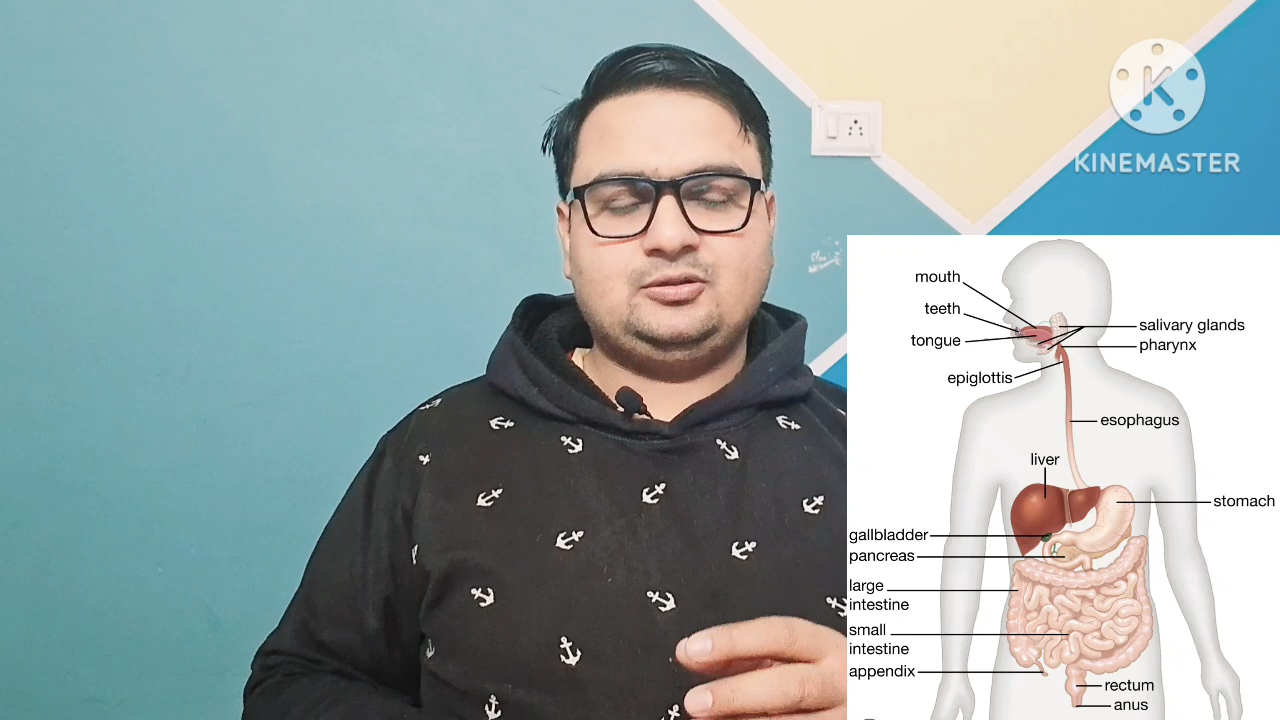 KINEMASTER
mouth
teeth
tongue
salivary glands
pharynx
epiglottis
esophagus
liver
stomach
gallbladder
pancreas
large
intestine
small
intestine
appendix
rectum
anus